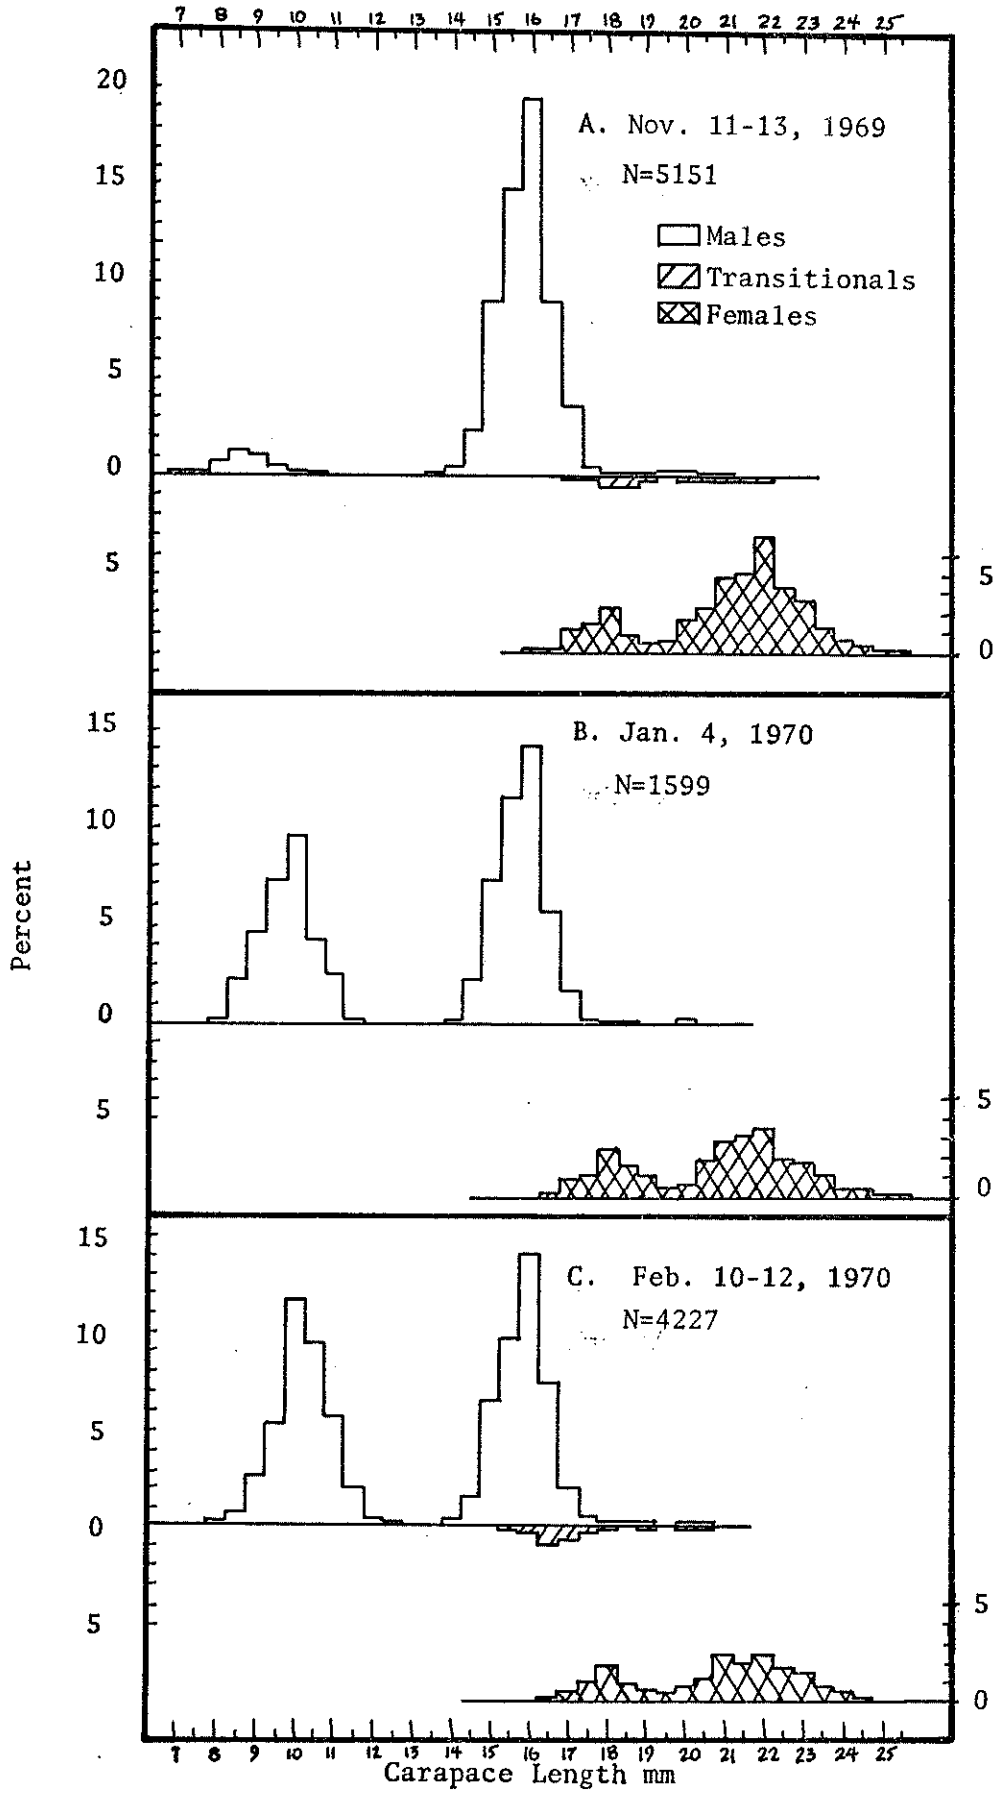 7 8 9 10 11 12 13 14 15 16 17 18 19 20 21 22 23 24 25
20
A. Nov. 11-13, 1969
15
N=5151
Males
10
Transitionals
Females
5
0
5
5
0
15
B. Jan. 4, 1970
N=1599
10
Percent
5
0
5
5
0
15
C. Feb. 10-12, 1970
N=4227
10
5
0
5
5
0
7 8 9 10 11 12 13 14 15 16 17 18 19 20 21 22 23 24 25
Carapace Length mm